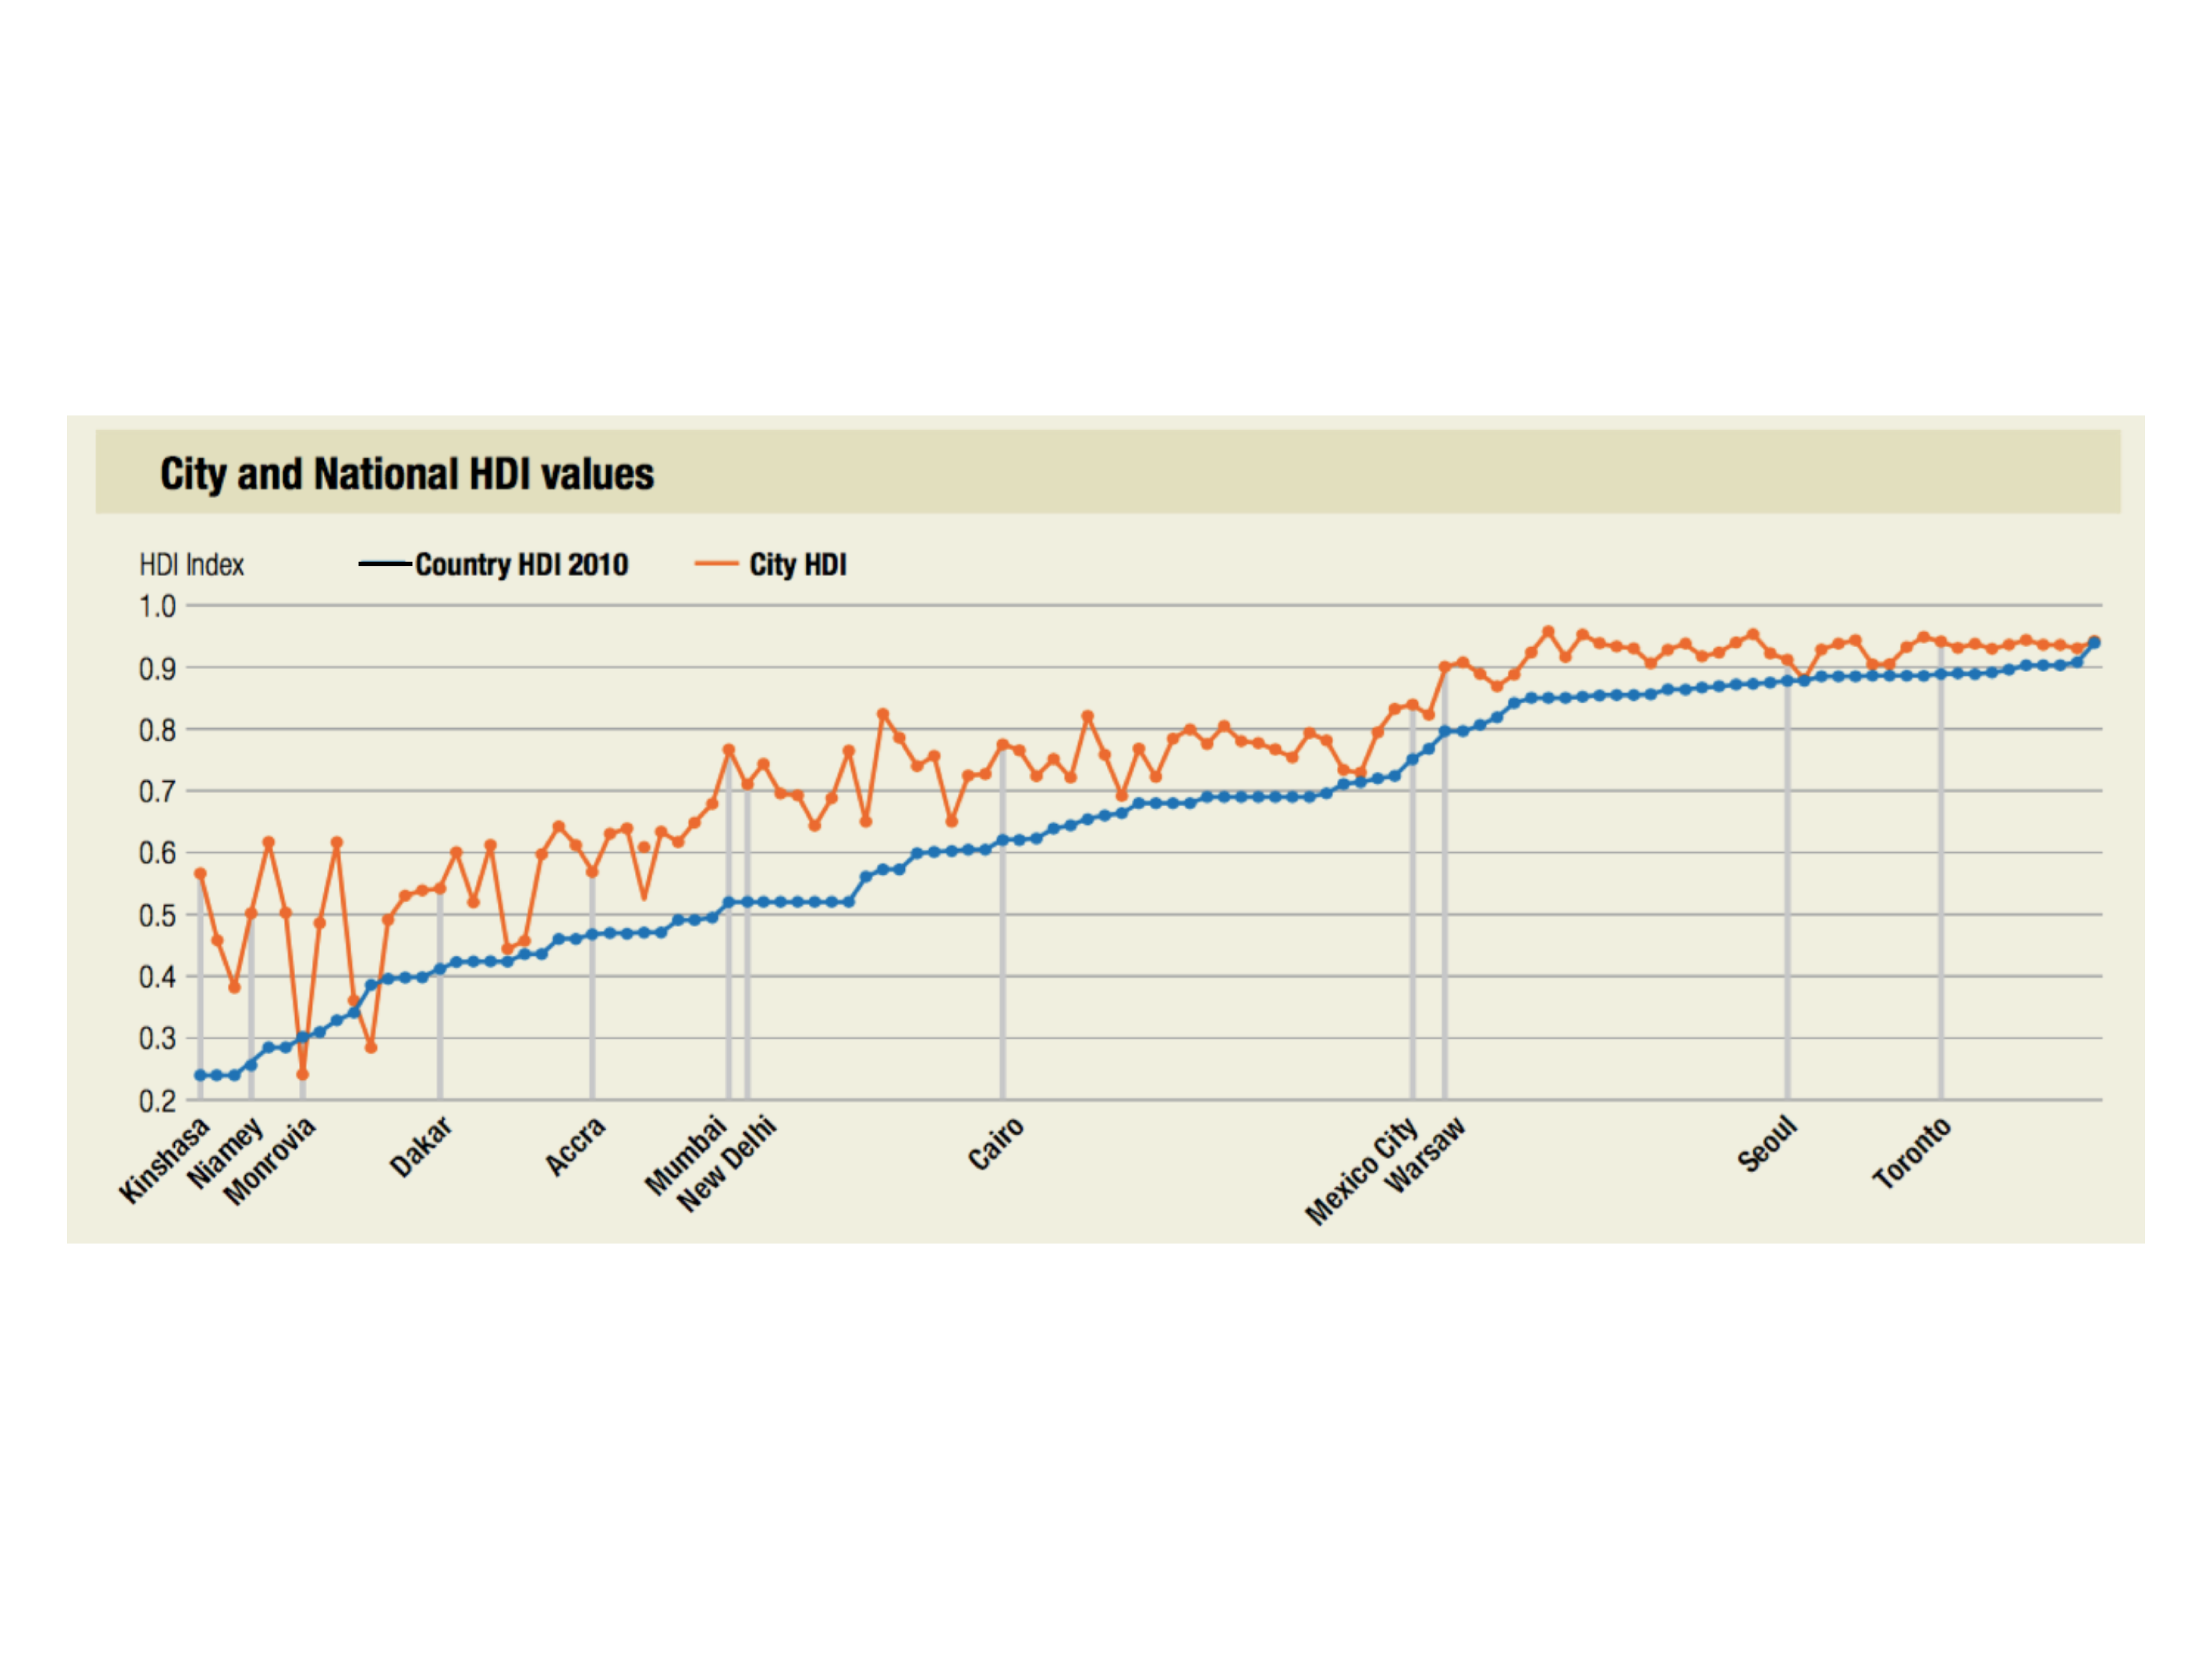 City and National HDI values
HDI Index
Country HDI 2010
City HDI
1.0
0.9
0.8
0.7
0.6
0.5
0.4
0.3
0.2
Kinshasa
Niamey
Monrovia
Dakar
Accra
Mumbai
New Delhi
Cairo
Mexico City
Warsaw
Seoul
Toronto